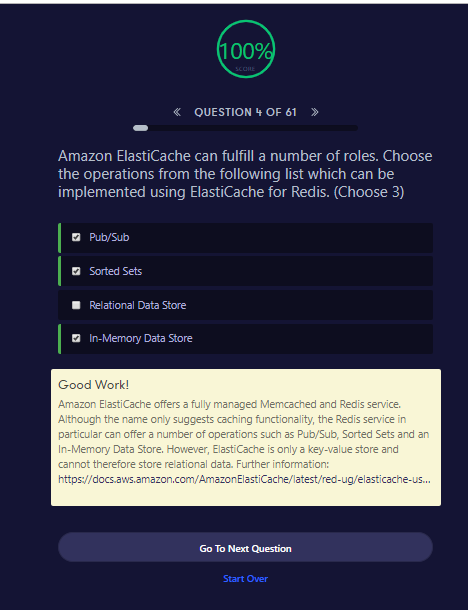 100%
SCORE
QUESTION 4 OF 61
Amazon ElastiCache can fulfill a number of roles. Choose
the operations from the following list which can be
implemented using ElastiCache for Redis. (Choose 3)
Pub/Sub
Sorted Sets
Relational Data Store
In-Memory Data Store
Good Work!
Amazon ElastiCache offers a fully managed Memcached and Redis service.
Although the name only suggests caching functionality, the Redis service in
particular can offer a number of operations such as Pub/Sub, Sorted Sets and an
In-Memory Data Store. However, ElastiCache is only a key-value store and
cannot therefore store relational data. Further information:
https://docs.aws.amazon.com/AmazonElastiCache/latest/red-ug/elasticache-us...
Go To Next Question
Start Over